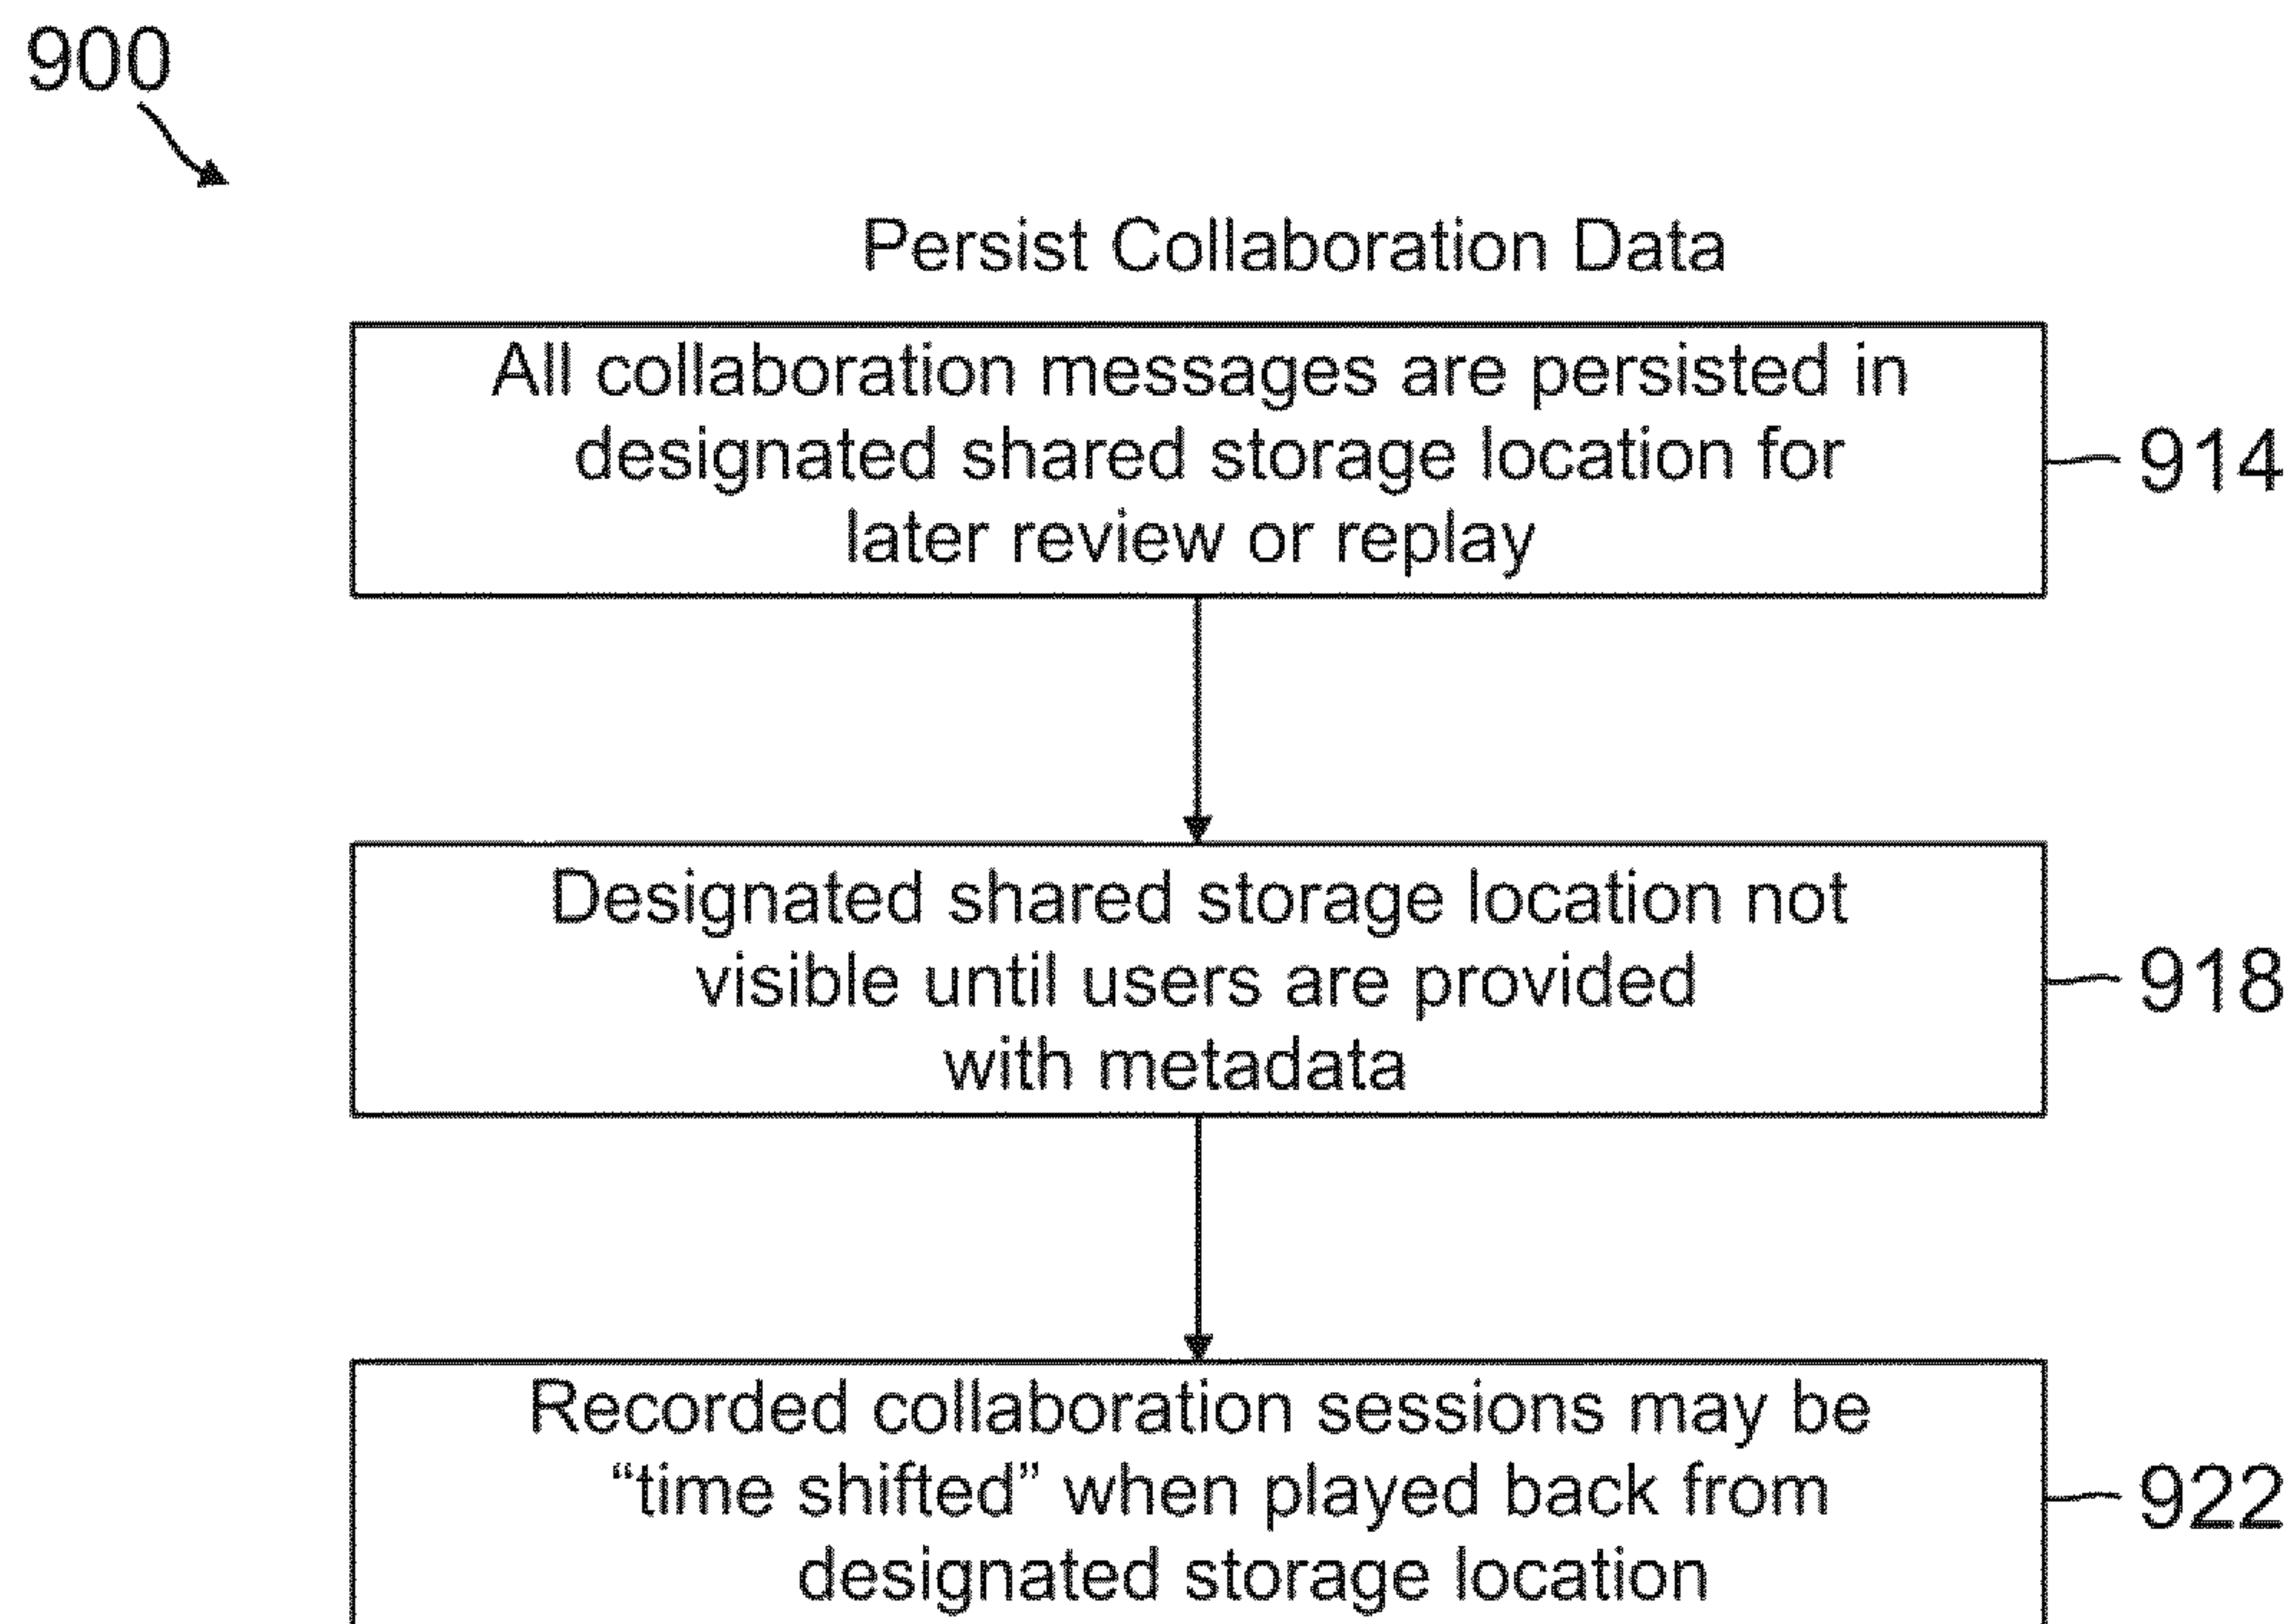 900
Persist Collaboration Data
All collaboration messages are persisted in
designated shared storage location for
later review or replay
914
Designated shared storage location not
visible until users are provided
with metadata
918
Recorded collaboration sessions may be
“time shifted” when played back from
designated storage location
922